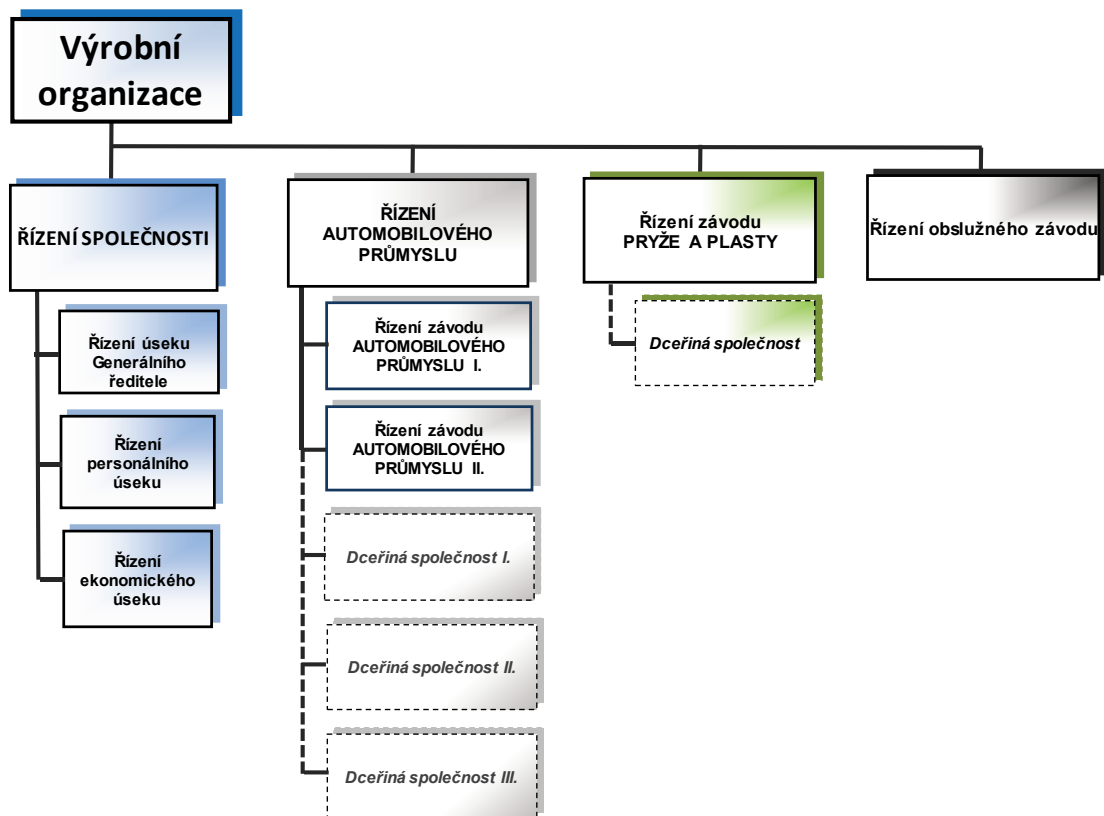 Výrobní
organizace
ŘÍZENÍ SPOLEČNOSTI
Řízení úseku
Generálního
ředitele
Řízení
personálního
úseku
Řízení
ekonomického
úseku
ŘÍZENÍ
AUTOMOBILOVÉHO
PRŮMYSLU
Řízení závodu
AUTOMOBILOVÉHO
PRŮMYSLU I.
Řízení závodu
AUTOMOBILOVÉHO
PRŮMYSLU II.
Dceřiná společnost I.
Dceřiná společnost II.
Dceřiná společnost III.
Řízení závodu
PRYŽE A PLASTY
Dceřiná společnost
Řízení obslužného závodu